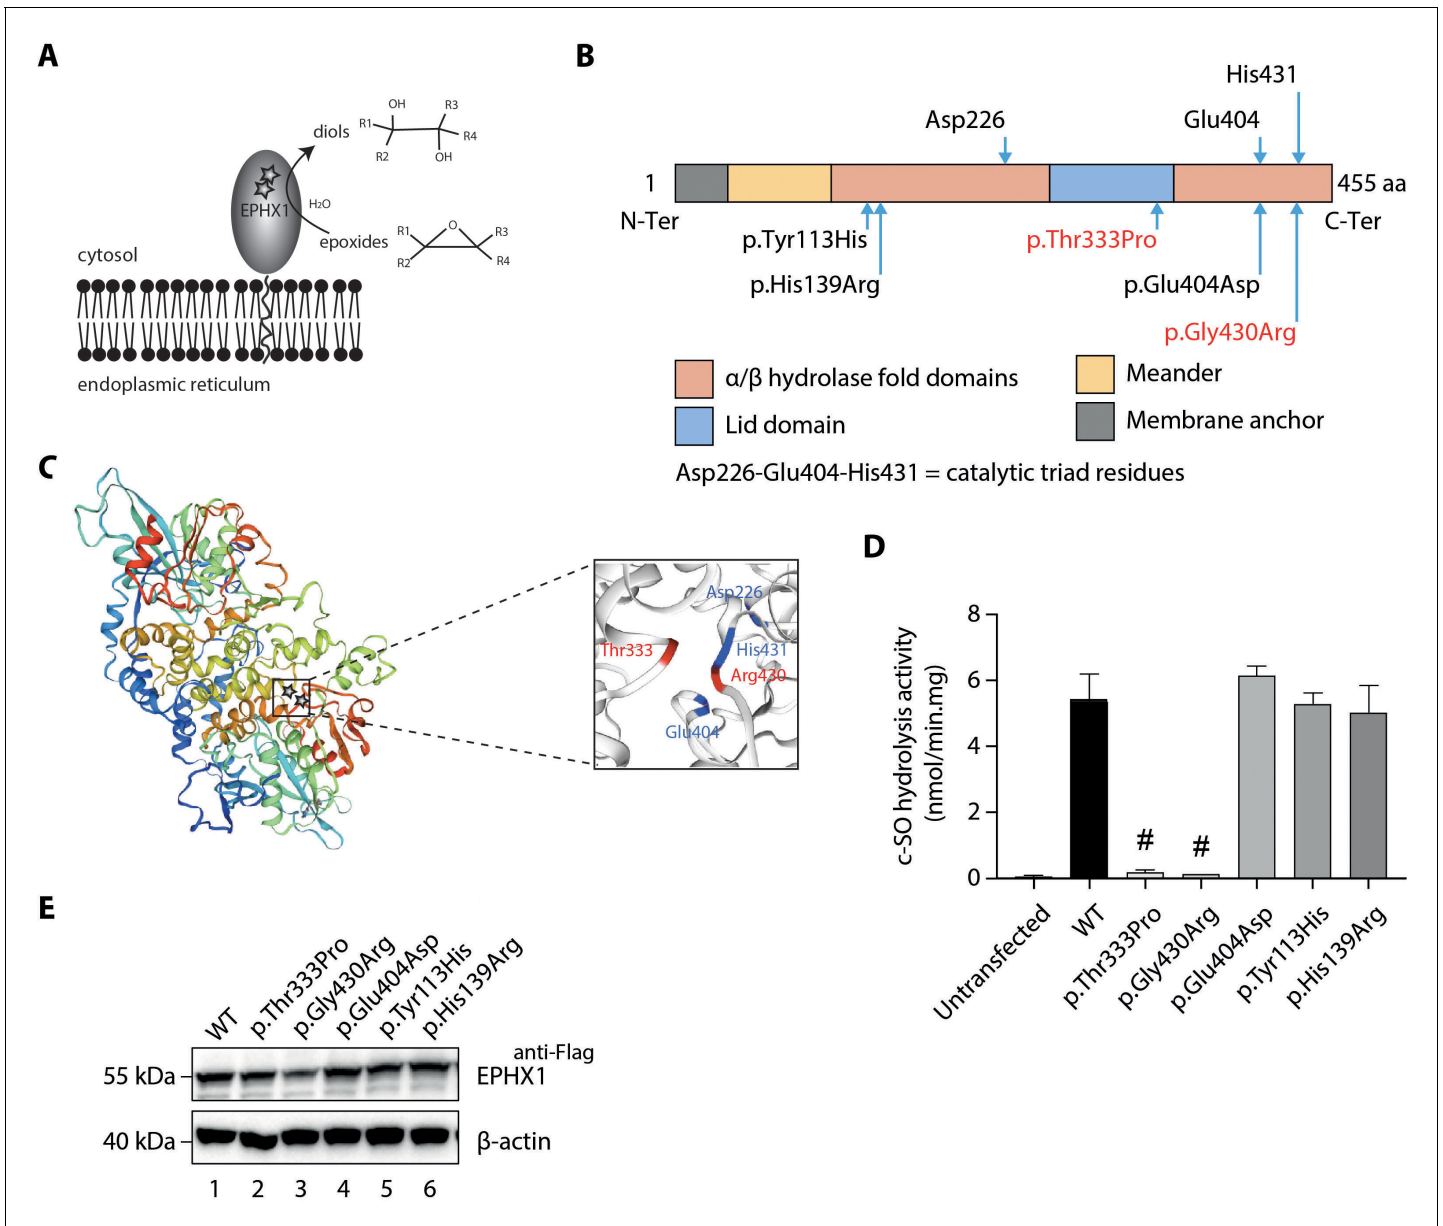 A
OH
R3
R1
R4
R2
OH
diols
EPHX1
H2O
epoxides
O
R1
R3
R2
R4
cytosol
endoplasmic reticulum
B
His431
Asp226
Glu404
1
455 aa
N-Ter
C-Ter
p.Tyr113His
p.Thr333Pro
p.His139Arg
p.Glu404Asp
p.Gly430Arg
α/β hydrolase fold domains
Meander
Lid domain
Membrane anchor
Asp226-Glu404-His431 = catalytic triad residues
C
Asp226
Thr333
His431
Arg430
Glu404
D
c-SO hydrolysis activity
(nmol/min.mg)
8
6
4
2
0
#
#
Untransfected
WT
p.Thr333Pro
p.Gly430Arg
p.Glu404Asp
p.Tyr113His
p.His139Arg
E
WT
p.Thr333Pro
p.Gly430Arg
p.Glu404Asp
p.Tyr113His
p.His139Arg
anti-Flag
55 kDa
EPHX1
40 kDa
β-actin
1 2 3 4 5 6